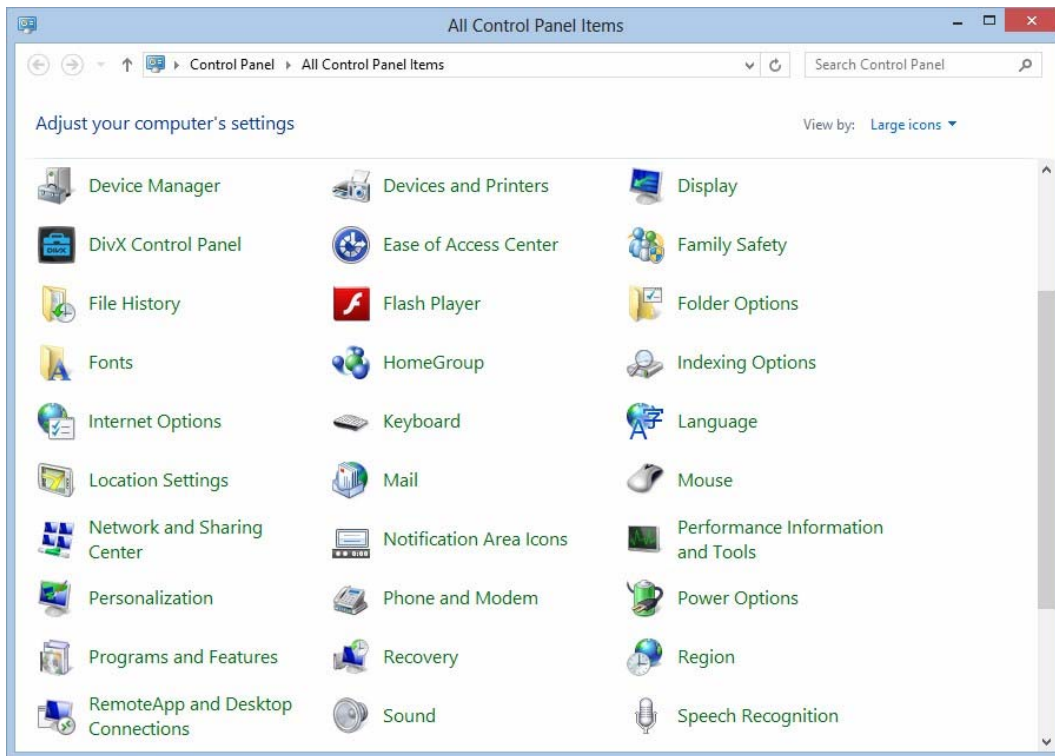 All Control Panel Items
Control Panel All Control Panel Items
Search Control Panel
Adjust your computer's settings
View by: Large icons
Device Manager
Devices and Printers
Display
DivX Control Panel
Ease of Access Center
Family Safety
File History
Flash Player
Folder Options
Fonts
HomeGroup
Indexing Options
Internet Options
Keyboard
Language
Location Settings
Mail
Mouse
Network and Sharing
Center
Notification Area Icons
Performance Information
and Tools
Personalization
Phone and Modem
Power Options
Programs and Features
Recovery
Region
RemoteApp and Desktop
Connections
Sound
Speech Recognition